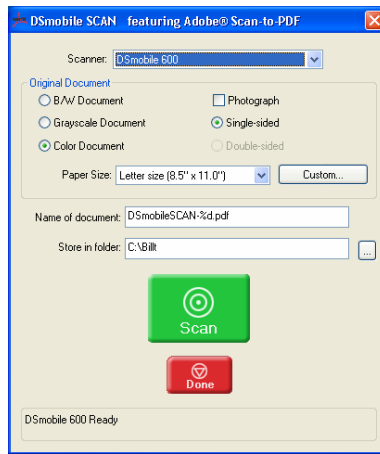 DSmobile SCAN featuring Adobe® Scan-to-PDF
Scanner: DSmobile 600
Original Document
B/W Document Photograph
Grayscale Document Single-sided
Color Document Double-sided
Paper Size: Letter size (8.5" x 11.0") Custom...
Name of document: DSmobileSCAN-%d.pdf
Store in folder: C:\Billt ...
Scan
Done
DSmobile 600 Ready